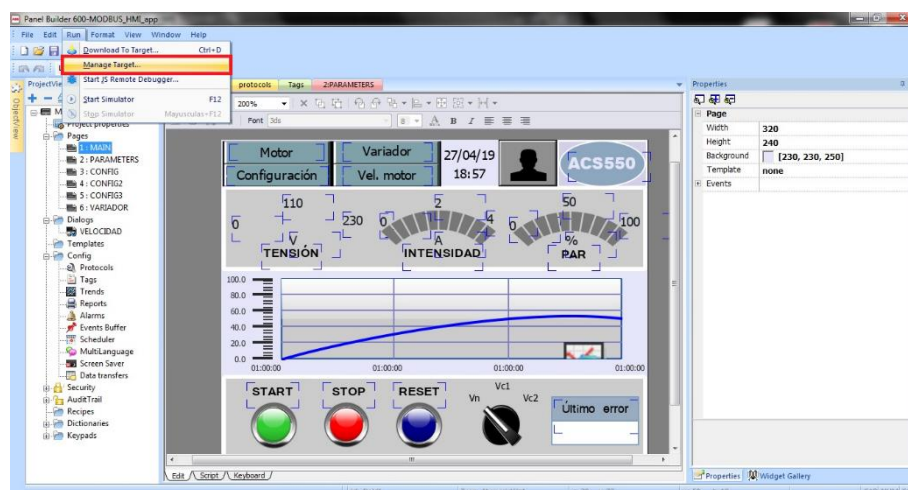 Panel Builder 600-MODBUS_HMI_app
File Edit Run Format View Window Help
Download To Target... Ctrl+D
Manage Target...
Start JS Remote Debugger...
Start Simulator F12
Stop Simulator Mayusculas+F12
ProjectVie
ObjectView
protocols Tags 2:PARAMETERS
200%
Font 3ds 8 A B I
Project properties
Pages
1 : MAIN
2 : PARAMETERS
3 : CONFIG
4 : CONFIG2
5 : CONFIG3
6 : VARIADOR
Dialogs
VELOCIDAD
Templates
Config
Protocols
Tags
Trends
Reports
Alarms
Events Buffer
Scheduler
MultiLanguage
Screen Saver
Data transfers
Security
AuditTrail
Recipes
Dictionaries
Keypads
Motor Variador 27/04/19
Configuración Vel. motor 18:57
ACS550
110 2 50
0 230 0 4 0 100
V A %
TENSIÓN INTENSIDAD PAR
100.0
80.0
60.0
40.0
20.0
0.0
01:00:00 01:00:00 01:00:00 01:00:00
START STOP RESET
Vn Vc1 Vc2
Último error
Edit Script Keyboard
Properties
Page
Width 320
Height 240
Background [230, 230, 250]
Template none
Events
Properties Widget Gallery